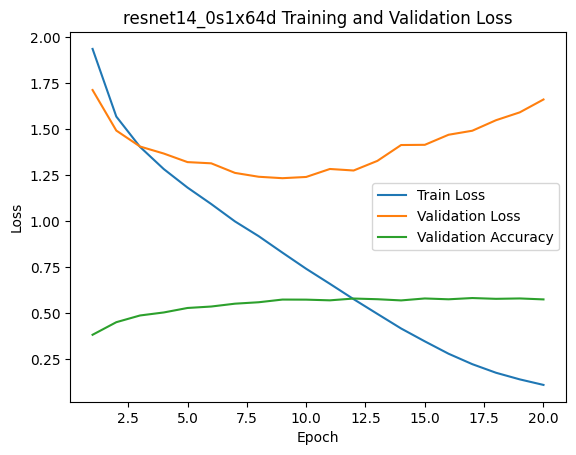 resnet14_0s1x64d Training and Validation Loss
2.00
1.75
1.50
1.25
1.00
0.75
0.50
0.25
Loss
Train Loss
Validation Loss
Validation Accuracy
2.5
5.0
7.5
10.0
12.5
15.0
17.5
20.0
Epoch